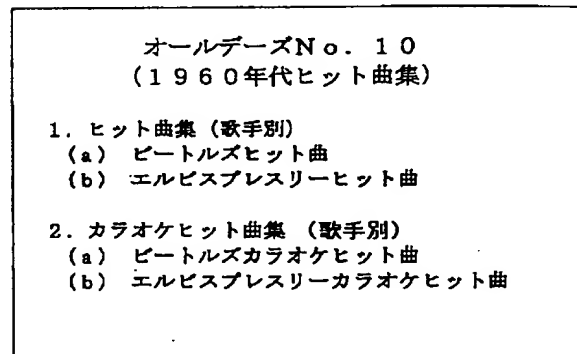 オールデーズNo. 10
(1960年代ヒット曲集)
1. ヒット曲集 (歌手別)
(a) ビートルズヒット曲
(b) エルビスプレスリーヒット曲
2. カラオケヒット曲集 (歌手別)
(a) ビートルズカラオケヒット曲
(b) エルビスプレスリーカラオケヒット曲